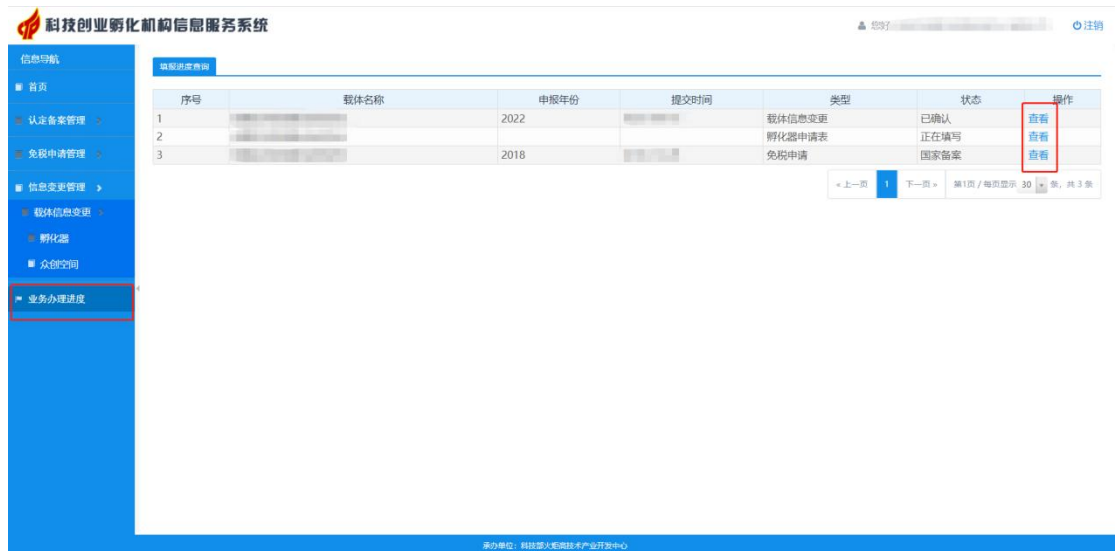 科技创业孵化机构信息服务系统
您好
注销
信息导航
首页
认定备案管理
免税申请管理
信息变更管理
载体信息变更
孵化器
众创空间
业务办理进度
填报进度查询
序号 载体名称 申报年份 提交时间 类型 状态 操作
1 2022 载体信息变更 已确认 查看
2 孵化器申请表 正在填写 查看
3 2018 免税申请 国家备案 查看
«上一页 1 下一页» 第1页/每页显示 30 条,共3条
承办单位:科技部火炬高技术产业开发中心